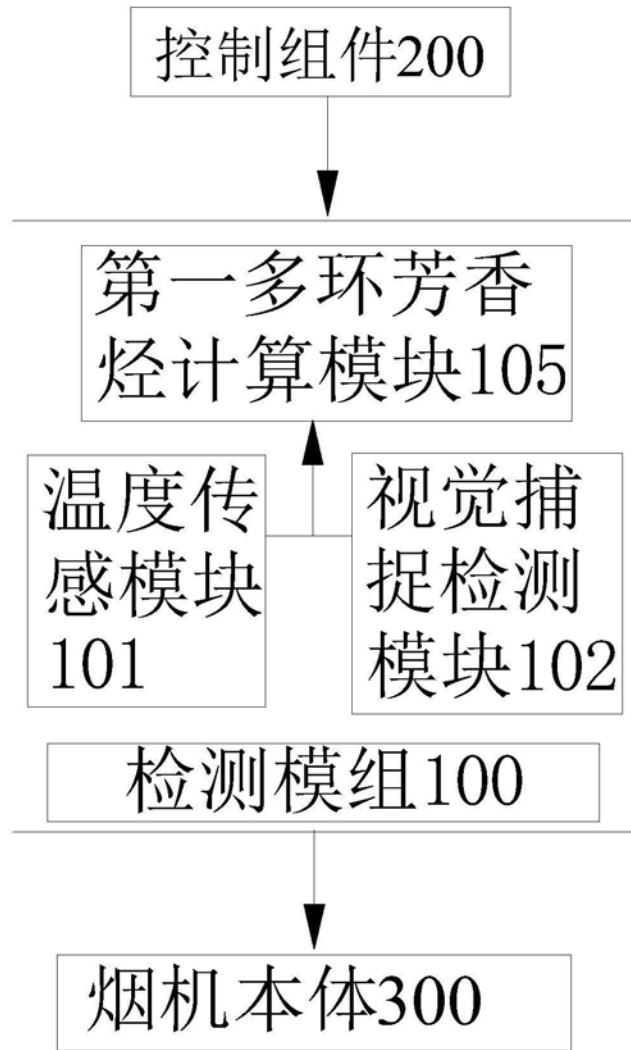 控制组件200
第一多环芳香
烃计算模块105
温度传
感模块
101
视觉捕
捉检测
模块102
检测模组100
烟机本体300